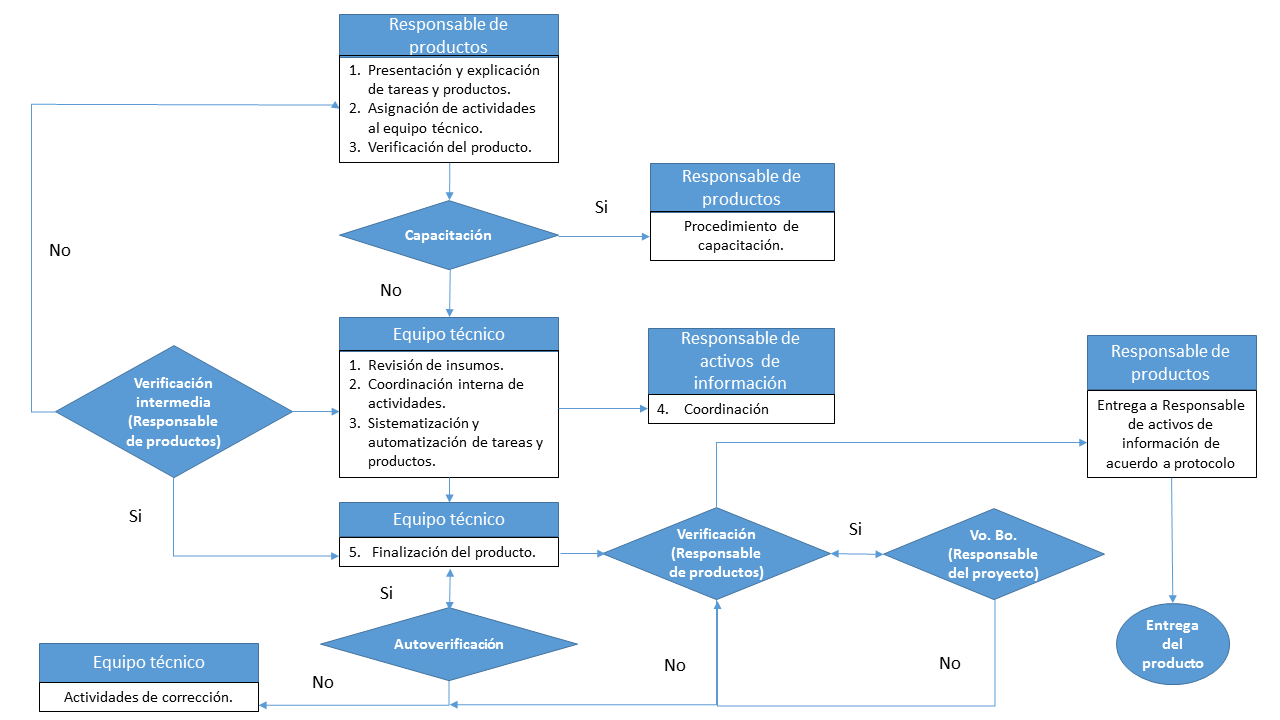 Responsable de
productos
1. Presentación y explicación
de tareas y productos.
2. Asignación de actividades
al equipo técnico.
3. Verificación del producto.
Responsable de
productos
Procedimiento de
capacitación.
Si
Capacitación
No
No
Equipo técnico
1. Revisión de insumos.
2. Coordinación interna de
actividades.
3. Sistematización y
automatización de tareas y
productos.
Responsable de
activos de
información
4. Coordinación
Responsable de
productos
Entrega a Responsable
de activos de
información de
acuerdo a protocolo
Verificación
intermedia
(Responsable
de productos)
Si
Equipo técnico
5. Finalización del producto.
Verificación
(Responsable
de productos)
Si
Vo. Bo.
(Responsable
del proyecto)
Si
Autoverificación
No
No
No
Equipo técnico
Actividades de corrección.
Entrega
del
producto